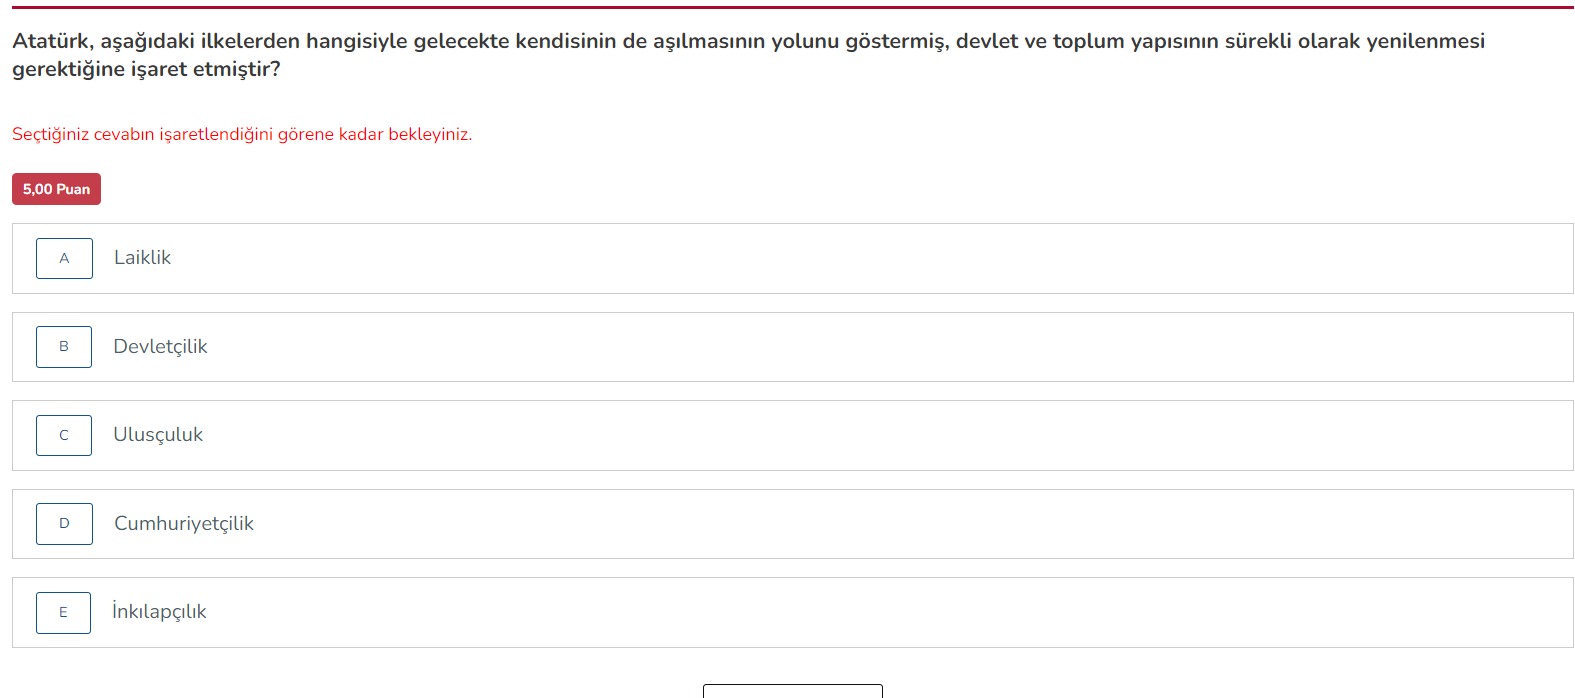 Atatürk, aşağıdaki ilkelerden hangisiyle gelecekte kendisinin de aşılmasının yolunu göstermiş, devlet ve toplum yapısının sürekli olarak yenilenmesi
gerektiğine işaret etmiştir?
Seçtiğiniz cevabın işaretlendiğini görene kadar bekleyiniz.
5,00 Puan
A Laiklik
B Devletçilik
C Ulusçuluk
D Cumhuriyetçilik
E İnkılapçılık